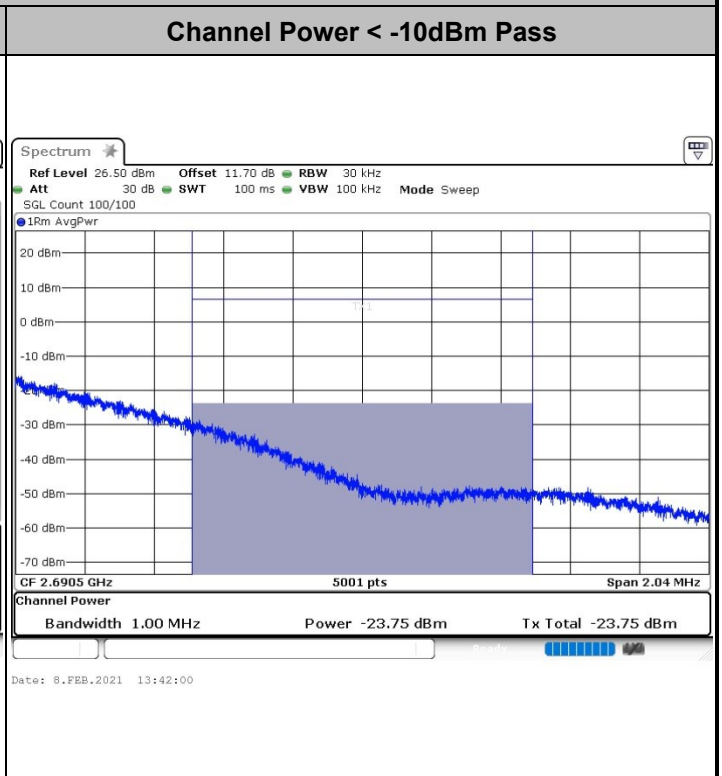 Channel Power < -10dBm Pass
Spectrum
Ref Level 26.50 dBm Offset 11.70 dB RBW 30 kHz
Att 30 dB SWT 100 ms VBW 100 kHz Mode Sweep
SGL Count 100/100
1Rm AvgPwr
20 dBm
10 dBm
TX1
0 dBm
-10 dBm
-30 dBm
-40 dBm
-50 dBm
-60 dBm
-70 dBm
CF 2.6905 GHz 5001 pts Span 2.04 MHz
Channel Power
Bandwidth 1.00 MHz Power -23.75 dBm Tx Total -23.75 dBm
Ready
Date: 8.FEB.2021 13:42:00